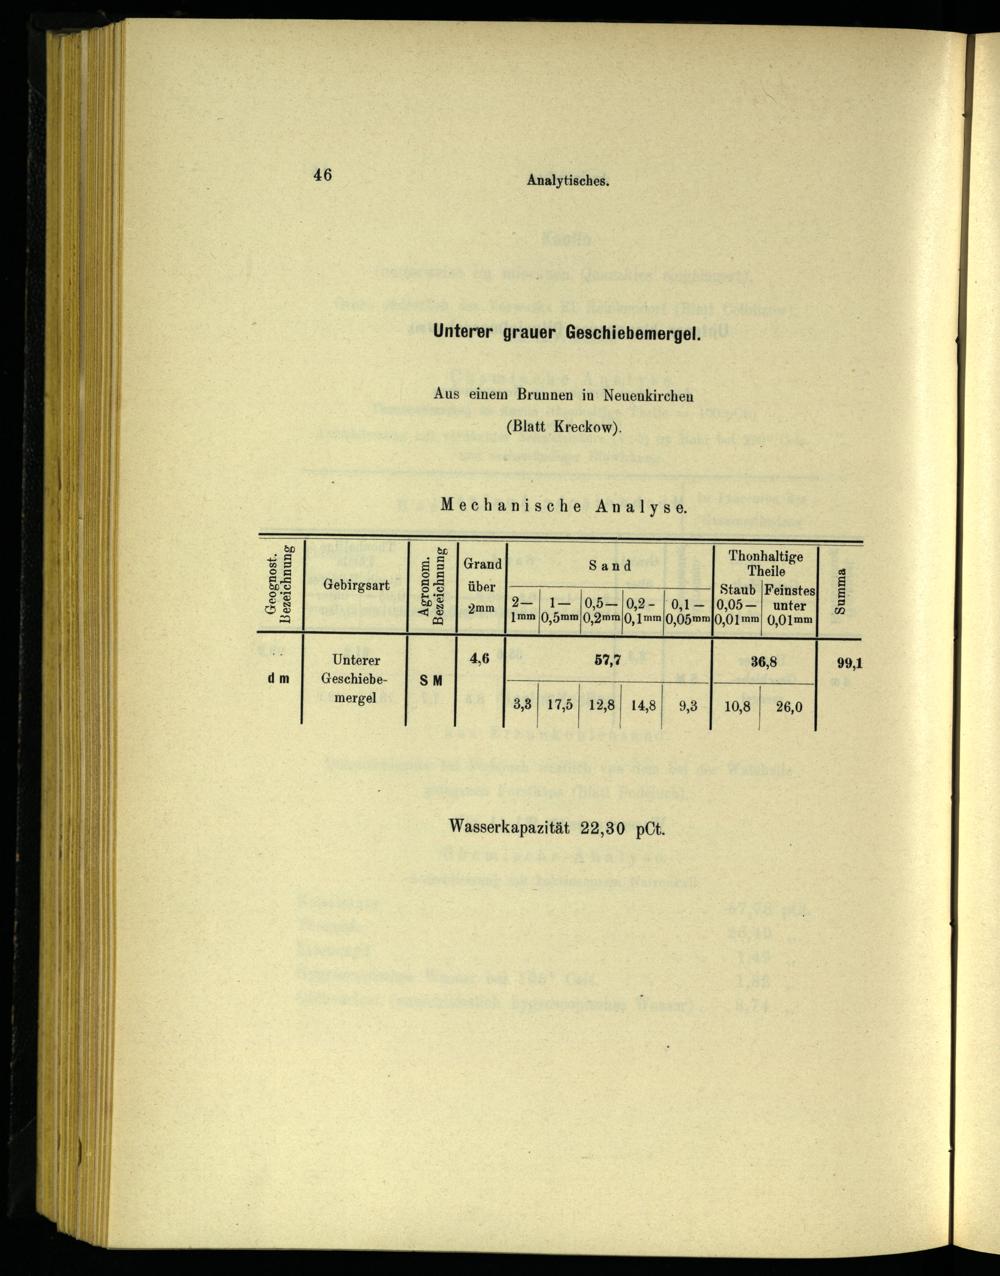 46
Analytisches.
Unterer grauer Geschiebemergel.
Aus einem Brunnen in Neuenkirchen
(Blatt Kreckow).
Mechanische Analyse.
Geognost. Bezeichnung
Gebirgsart
Agronom. Bezeichnung
Grand über 2mm
Sand
2— 1mm
1— 0,5mm
0,5— 0,2mm
0,2 - 0,1mm
0,1 — 0,05mm
Thonhaltige Theile
Staub 0,05— 0,01mm
Feinstes unter 0,01mm
Summa
dm
Unterer Geschiebe- mergel
SM
4,6
57,7
36,8
99,1
3,3 17,5 12,8 14,8 9,3 10,8 26,0
Wasserkapazität 22,30 pCt.